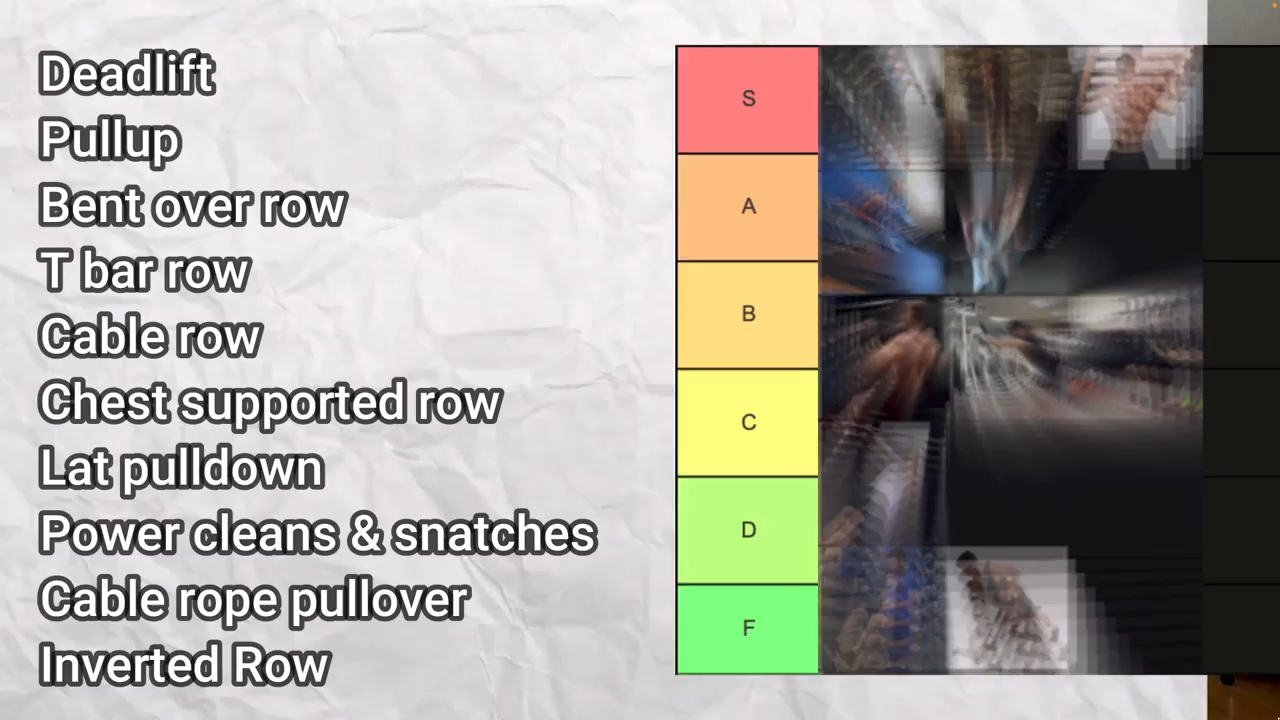 Deadlift
Pullup
Bent over row
T bar row
Cable row
Chest supported row
Lat pulldown
Power cleans & snatches
Cable rope pullover
Inverted Row
S
A
B
C
D
F